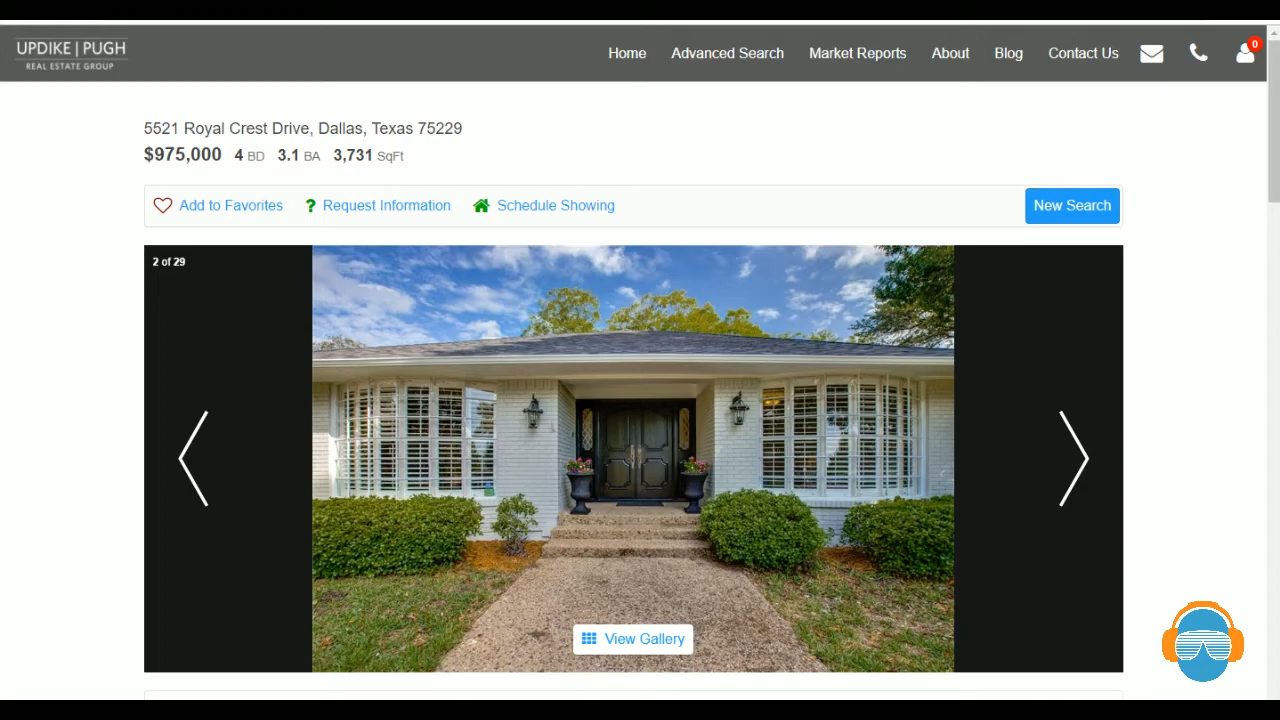 UPDIKE | PUGH
REAL ESTATE GROUP
Home Advanced Search Market Reports About Blog Contact Us 0
5521 Royal Crest Drive, Dallas, Texas 75229
$975,000 4 BD 3.1 BA 3,731 SqFt
Add to Favorites ? Request Information Schedule Showing New Search
2 of 29
View Gallery